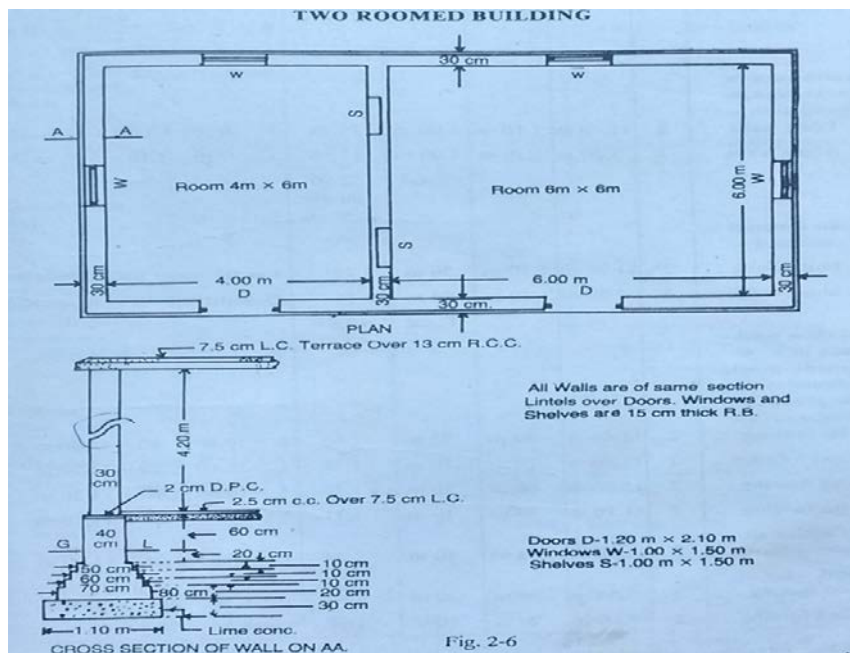 TWO ROOMED BUILDING
30 cm
W
W
A
A
S
Room 4m × 6m
Room 6m × 6m
W
6.00 m
W
S
30 cm
4.00 m
D
30 cm
6.00 m
D
30 cm
30 cm.
PLAN
7.5 cm L.C. Terrace Over 13 cm R.C.C.
All Walls are of same section
Lintels over Doors. Windows and
Shelves are 15 cm thick R.B.
4.20 m
30
cm
2 cm D.P.C.
2.5 cm c.c. Over 7.5 cm L.C.
40
cm
60 cm
G
L
20 cm
Doors D-1.20 m × 2.10 m
Windows W-1.00 × 1.50 m
Shelves S-1.00 m × 1.50 m
50 cm
10 cm
60 cm
10 cm
70 cm
10 cm
80 cm
20 cm
30 cm
1.10 m
Lime conc.
CROSS SECTION OF WALL ON AA.
Fig. 2-6